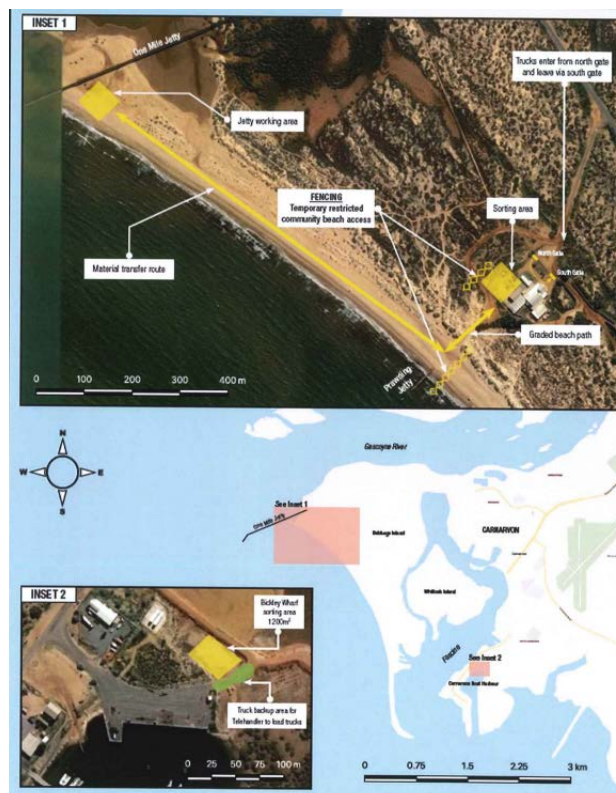 INSET 1
One Mile Jetty
Trucks enter from north gate
and leave via south gate
Jetty working area
FENCING
Temporary restricted
community beach access
Sorting area
North Gate
South Gate
Material transfer route
Graded beach path
Prawning Jetty
0 100 200 300 400 m
N
W E
S
Gascoyne River
See Inset 1
One Mile Jetty
Babbage Island
CARNARVON
Whitlock Island
INSET 2
Bickley Wharf
sorting area
1200m²
Truck backup area for
Telehandler to load trucks
0 25 50 75 100 m
Fascine
See Inset 2
Carnarvon Boat Harbour
0 0.75 1.5 2.25 3 km